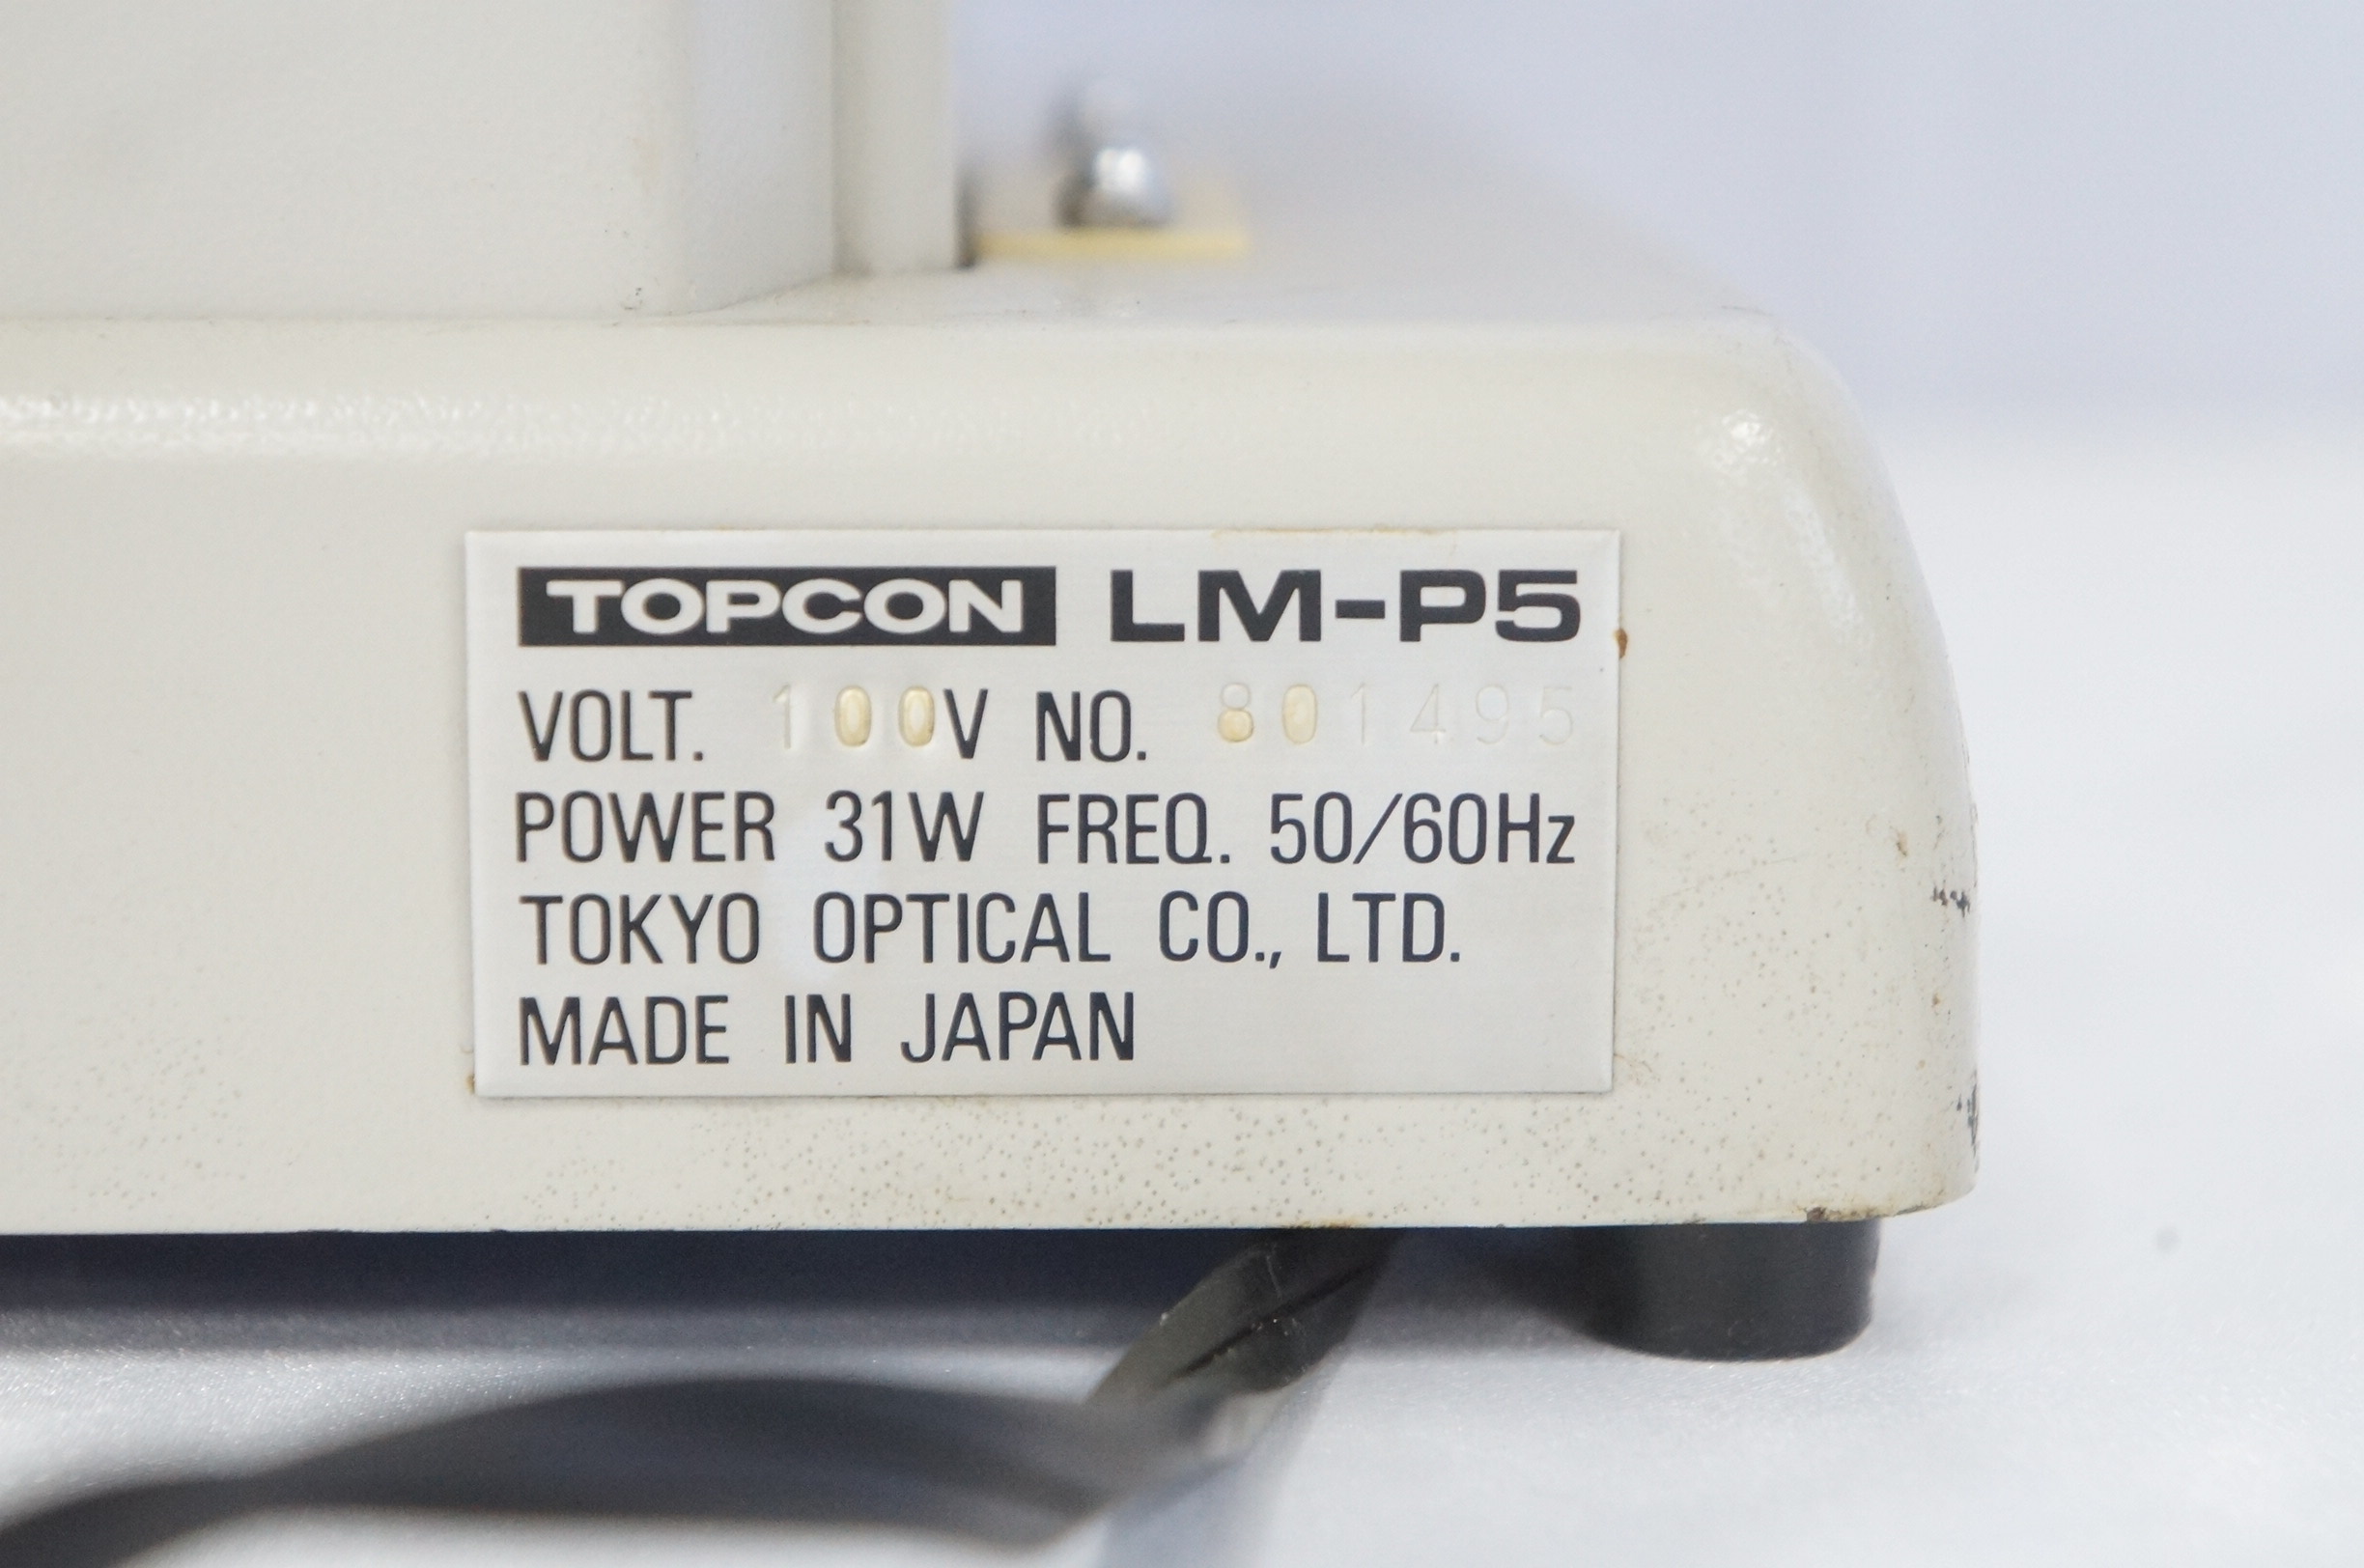 TOPCON LM-P5
VOLT. 100V NO. 801495
POWER 31W FREQ. 50/60Hz
TOKYO OPTICAL CO., LTD.
MADE IN JAPAN